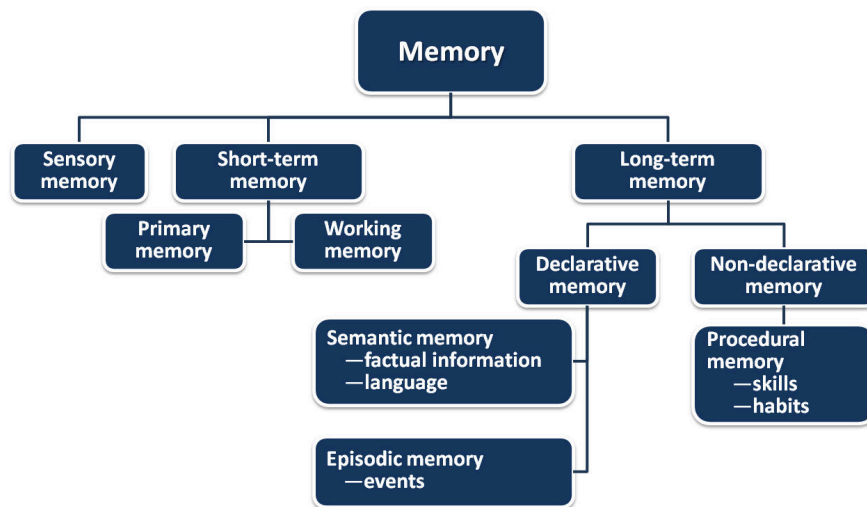 Memory
Sensory
memory
Short-term
memory
Long-term
memory
Primary
memory
Working
memory
Declarative
memory
Non-declarative
memory
Semantic memory
—factual information
—language
Procedural
memory
—skills
—habits
Episodic memory
—events